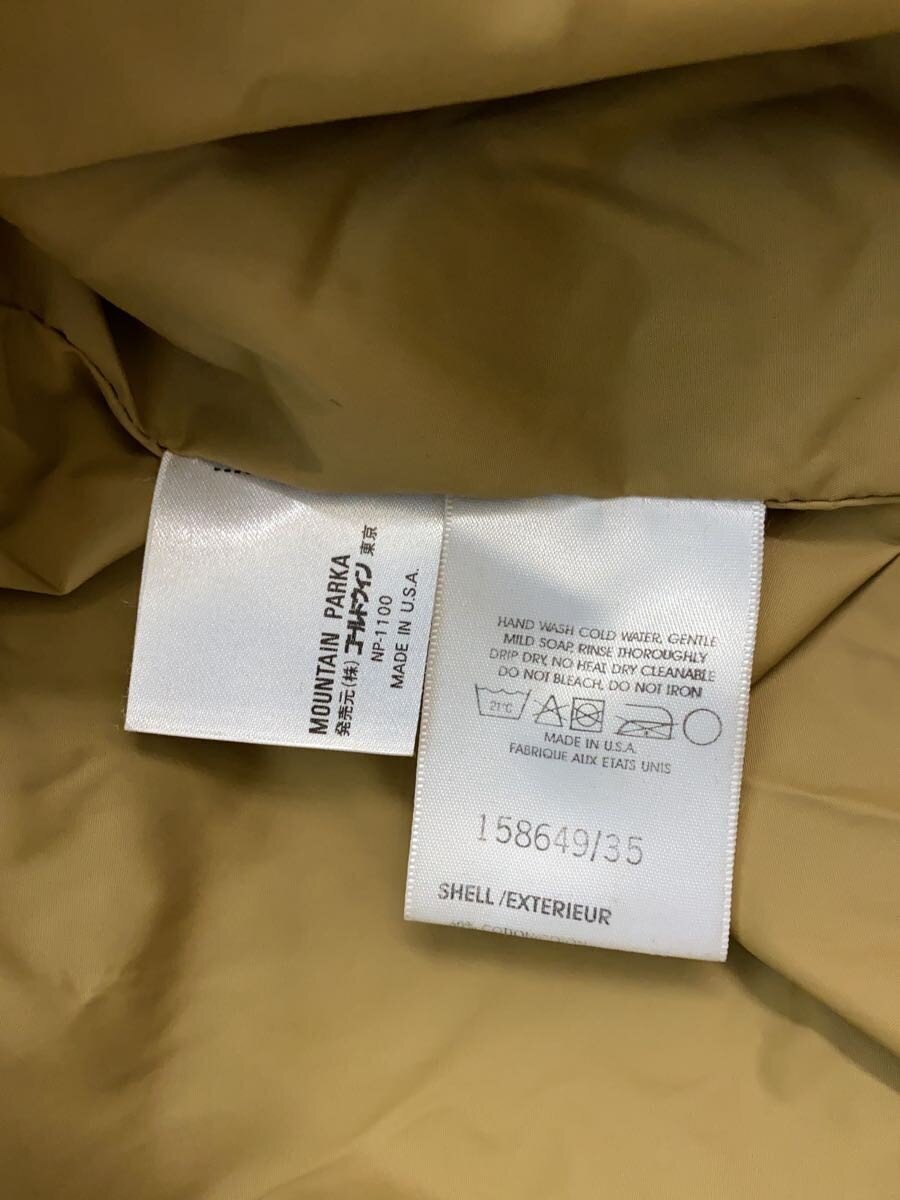 MOUNTAIN PARKA
発売元(株)ゴールドウイン 東京
NP-1100
MADE IN U.S.A.
HAND WASH COLD WATER, GENTLE
MILD SOAP, RINSE THOROUGHLY
DRIP DRY, NO HEAT, DRY CLEANABLE
DO NOT BLEACH, DO NOT IRON
21°C
MADE IN U.S.A.
FABRIQUE AUX ETATS UNIS
158649/35
SHELL/EXTERIEUR